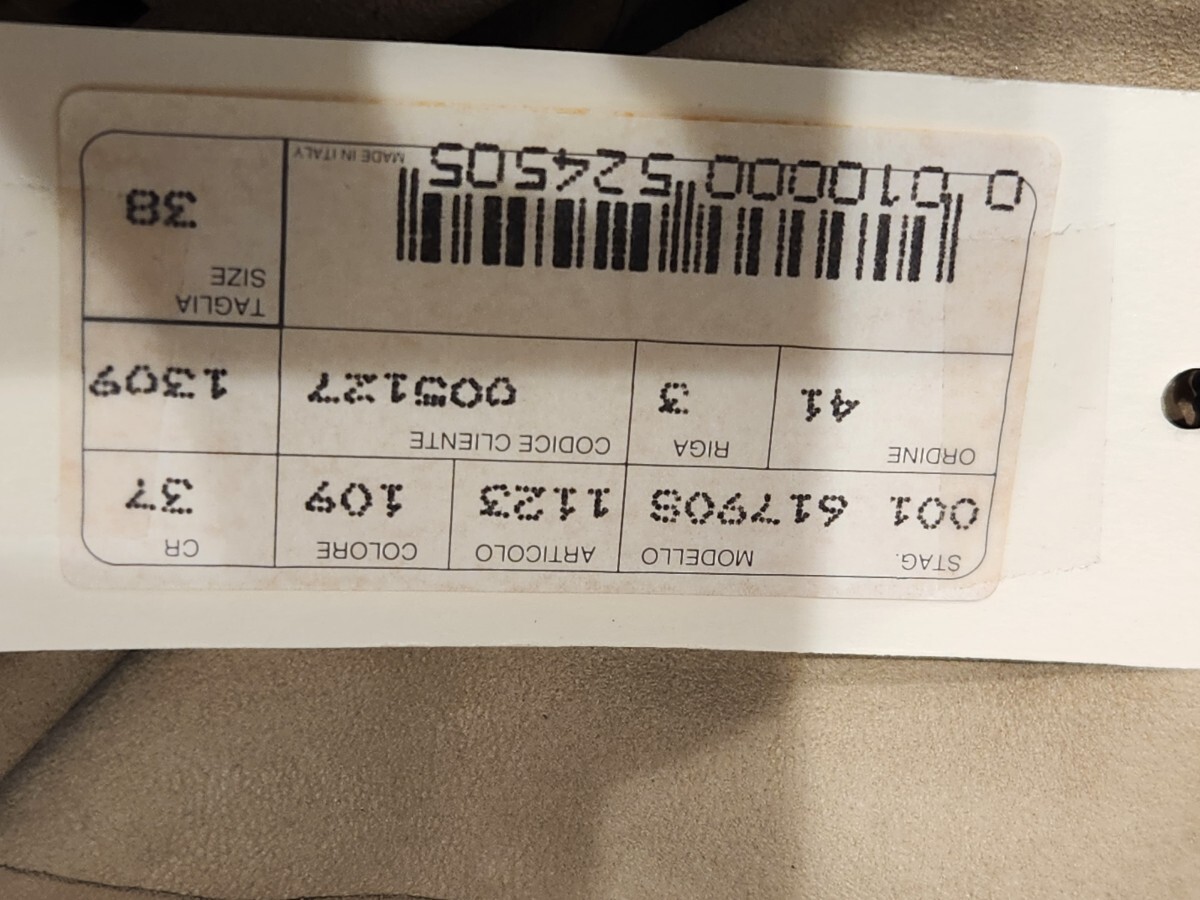 STAG. MODELLO ARTICOLO COLORE CR
001 617905 1123 109 37
ORDINE RIGA CODICE CLIENTE
41 3 005127 1309
TAGLIA
SIZE
38
0 010000 524505
MADE IN ITALY